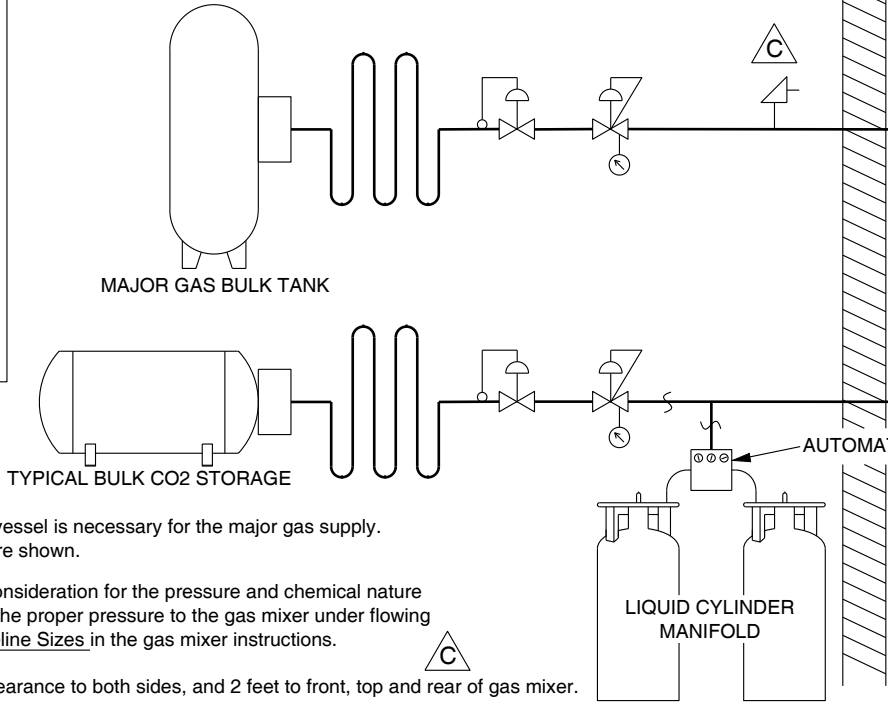 C
MAJOR GAS BULK TANK
AUTOMAT
TYPICAL BULK CO2 STORAGE
vessel is necessary for the major gas supply.
re shown.
onsideration for the pressure and chemical nature
he proper pressure to the gas mixer under flowing
line Sizes in the gas mixer instructions.
LIQUID CYLINDER
MANIFOLD
C
earance to both sides, and 2 feet to front, top and rear of gas mixer.